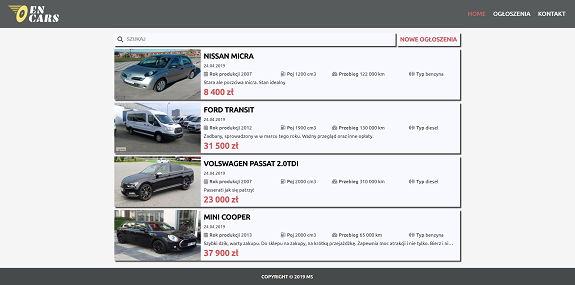 EN CARS
HOME OGŁOSZENIA KONTAKT
SZUKAJ
NOWE OGŁOSZENIA
NISSAN MICRA
24.04.2019
Rok produkcji 2007 Poj 1200 cm3 Przebieg 122 000 km Typ benzyna
Stara ale poczciwa micra. Stan idealny
8 400 zł
FORD TRANSIT
24.04.2019
Rok produkcji 2012 Poj 1900 cm3 Przebieg 130 000 km Typ diesel
Zadbany, sprowadzony w w marcu tego roku. Ważny przegląd oraz inne opłaty.
31 500 zł
VOLSWAGEN PASSAT 2.0TDI
24.04.2019
Rok produkcji 2007 Poj 2000 cm3 Przebieg 310 000 km Typ diesel
Passerati jak się patrzy!
23 000 zł
MINI COOPER
24.04.2019
Rok produkcji 2013 Poj 2000 cm3 Przebieg 65 000 km Typ benzyna
Szybki dzik, warty zakupu. Do sklepu na zakupy, na krótką przejażdżkę. Zapewnia moc atrakcji i nie tylko. Bierz i ni...
37 900 zł
COPYRIGHT © 2019 MS